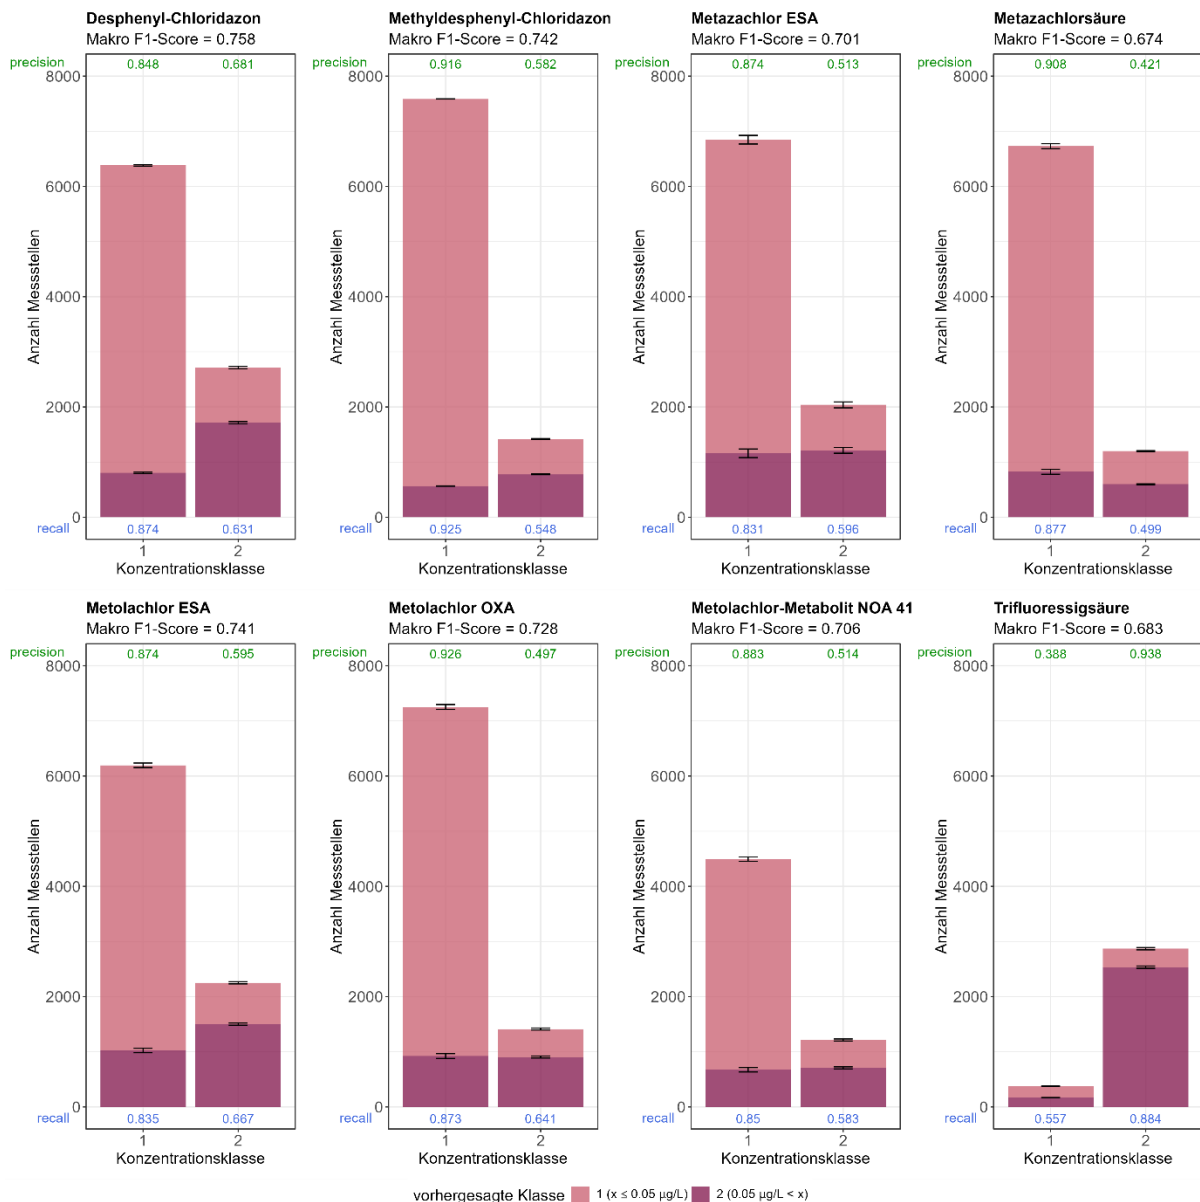 Desphenyl-Chloridazon
Makro F1-Score = 0.758
precision
0.848 0.681
8000
6000
4000
2000
0
Anzahl Messstellen
recall
0.874 0.631
1 2
Konzentrationsklasse
Methyldesphenyl-Chloridazon
Makro F1-Score = 0.742
precision
0.916 0.582
8000
6000
4000
2000
0
Anzahl Messstellen
recall
0.925 0.548
1 2
Konzentrationsklasse
Metazachlor ESA
Makro F1-Score = 0.701
precision
0.874 0.513
8000
6000
4000
2000
0
Anzahl Messstellen
recall
0.831 0.596
1 2
Konzentrationsklasse
Metazachlorsäure
Makro F1-Score = 0.674
precision
0.908 0.421
8000
6000
4000
2000
0
Anzahl Messstellen
recall
0.877 0.499
1 2
Konzentrationsklasse
Metolachlor ESA
Makro F1-Score = 0.741
precision
0.874 0.595
8000
6000
4000
2000
0
Anzahl Messstellen
recall
0.835 0.667
1 2
Konzentrationsklasse
Metolachlor OXA
Makro F1-Score = 0.728
precision
0.926 0.497
8000
6000
4000
2000
0
Anzahl Messstellen
recall
0.873 0.641
1 2
Konzentrationsklasse
Metolachlor-Metabolit NOA 41
Makro F1-Score = 0.706
precision
0.883 0.514
8000
6000
4000
2000
0
Anzahl Messstellen
recall
0.85 0.583
1 2
Konzentrationsklasse
Trifluoressigsäure
Makro F1-Score = 0.683
precision
0.388 0.938
8000
6000
4000
2000
0
Anzahl Messstellen
recall
0.557 0.884
1 2
Konzentrationsklasse
vorhergesagte Klasse 1 (x ≤ 0.05 µg/L) 2 (0.05 µg/L < x)